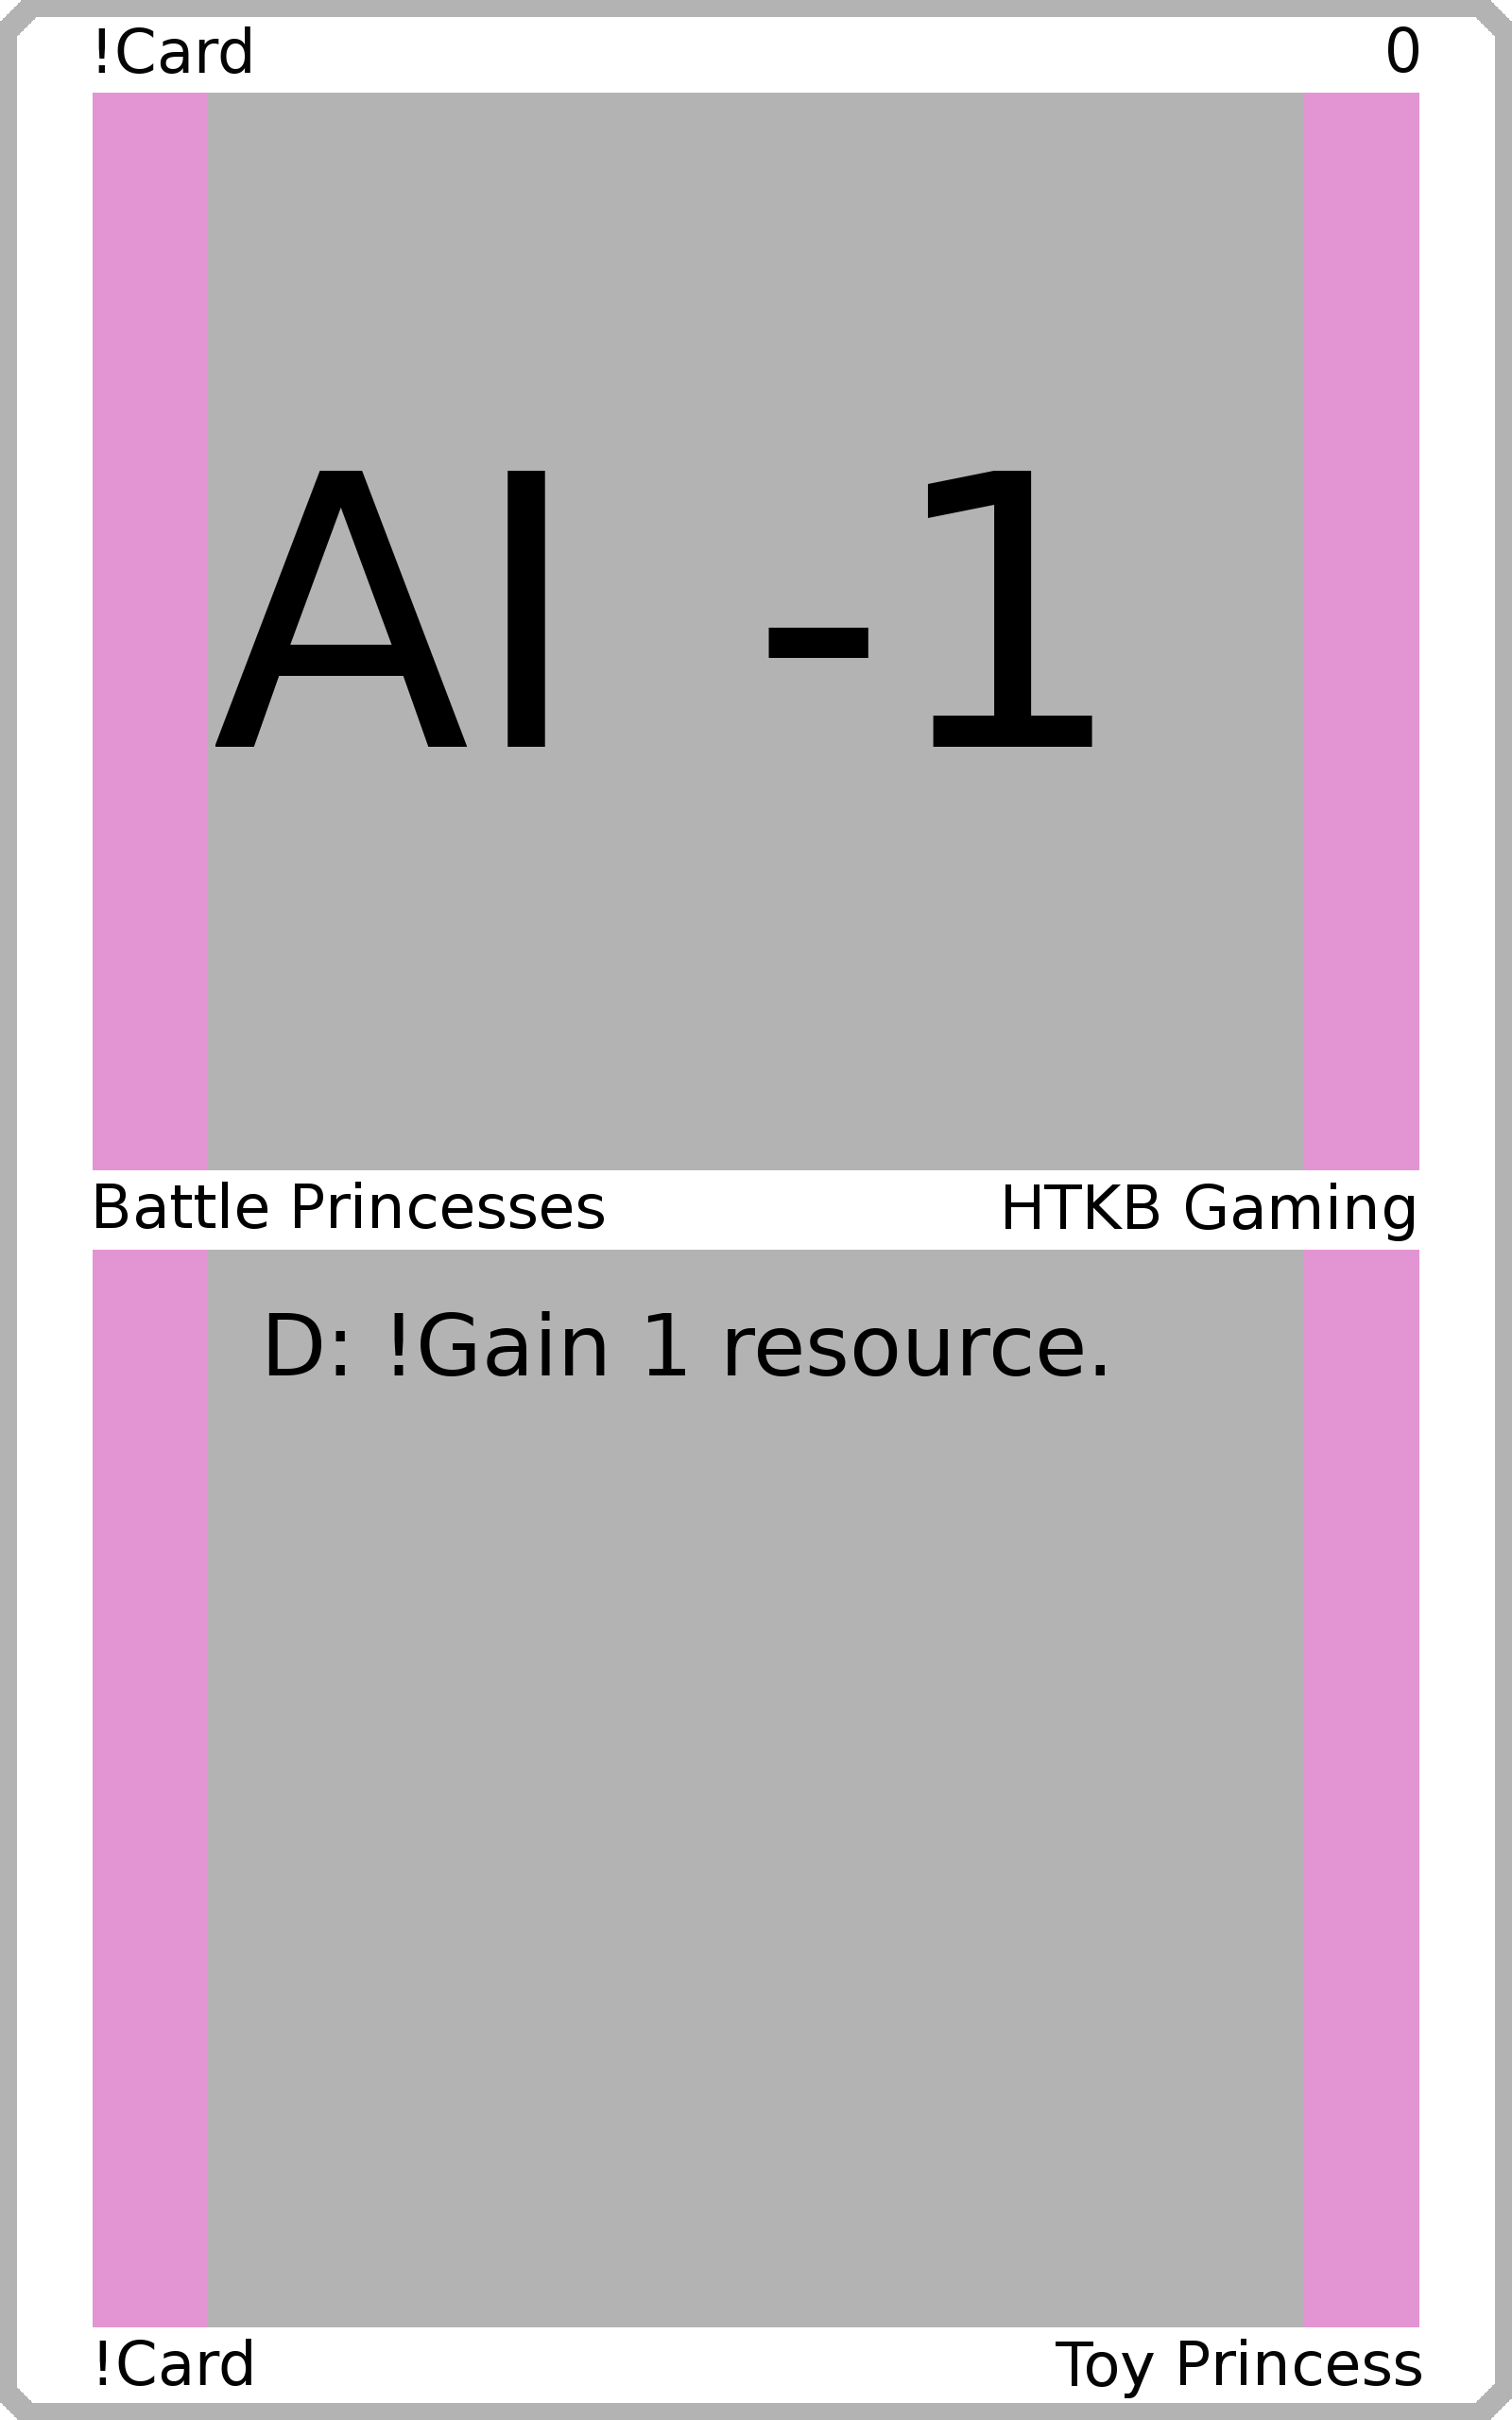 !Card 0
AI -1
Battle Princesses HTKB Gaming
D: !Gain 1 resource.
!Card Toy Princess